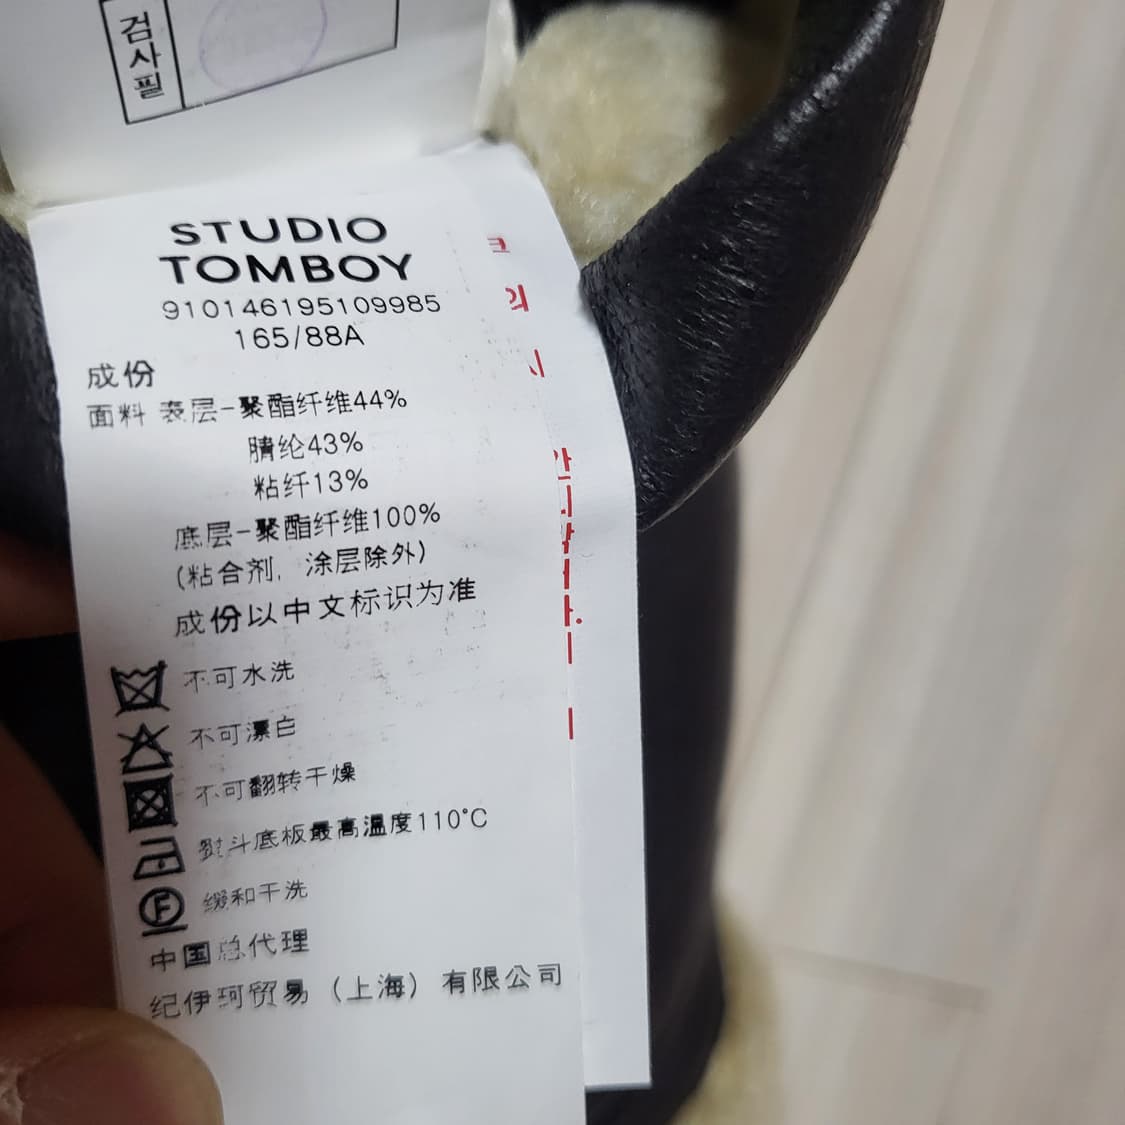 검사필
STUDIO
TOMBOY
910146195109985
165/88A
成份
面料 表层-聚酯纤维44%
腈纶43%
粘纤13%
底层-聚酯纤维100%
(粘合剂, 涂层除外)
成份以中文标识为准
不可水洗
不可漂白
不可翻转干燥
熨斗底板最高温度110℃
F
缓和干洗
中国总代理
纪伊珂贸易 (上海) 有限公司